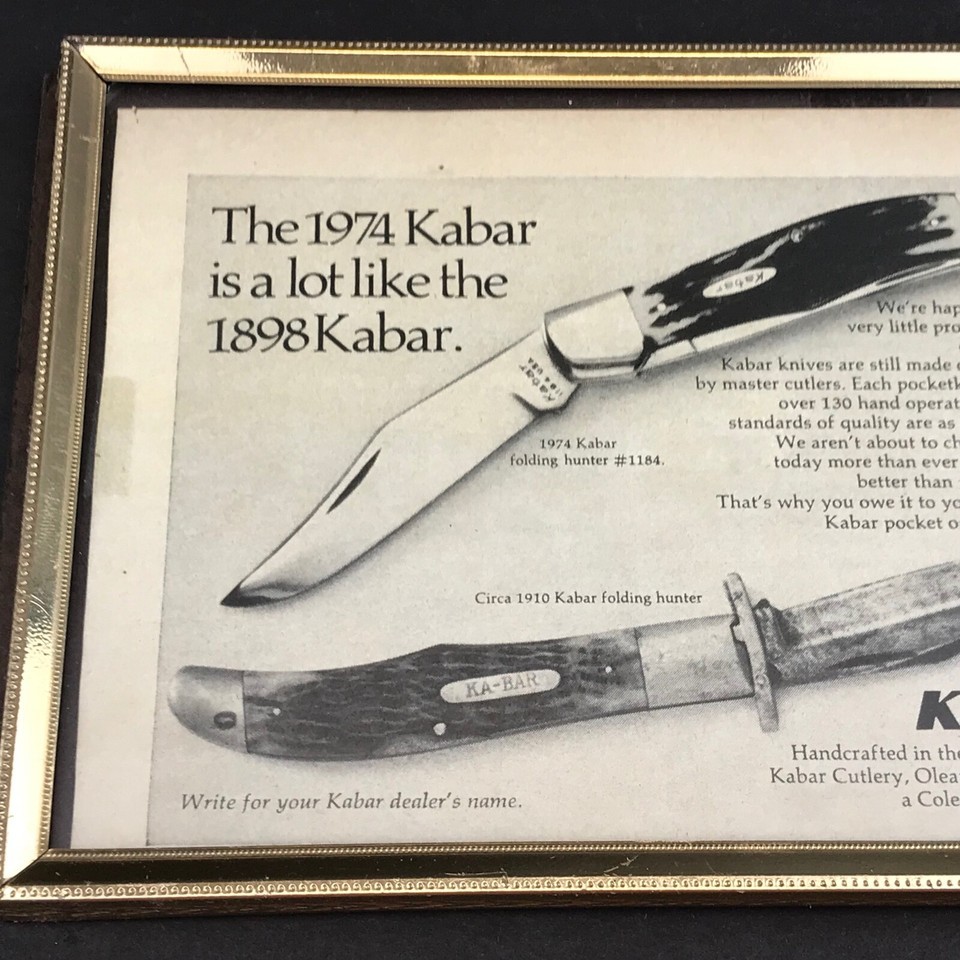 The 1974 Kabar
is a lot like the
1898 Kabar.
Kabar
Kabar
1184
USA
We're hap
very little pro
Kabar knives are still made
by master cutlers. Each pocketk
over 130 hand operat
standards of quality are as
We aren't about to ch
today more than ever
better than
That's why you owe it to yo
Kabar pocket o
1974 Kabar
folding hunter #1184.
Circa 1910 Kabar folding hunter
KA-BAR
K
Handcrafted in the
Kabar Cutlery, Olea
a Cole
Write for your Kabar dealer's name.